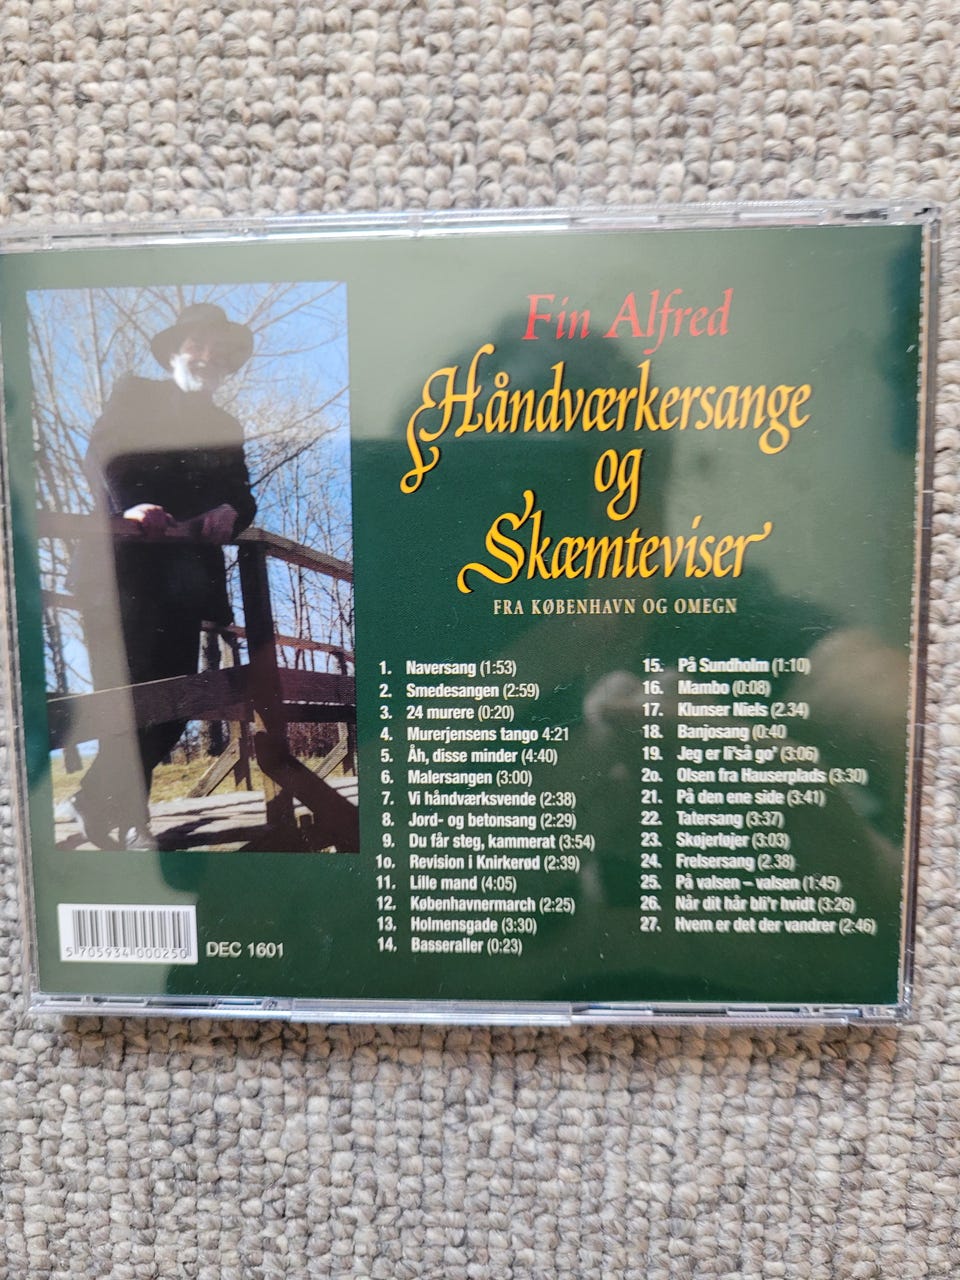 Fin Alfred
Håndværkersange
og
Skæmteviser
FRA KØBENHAVN OG OMEGN
1. Naversang (1:53)
2. Smedesangen (2:59)
3. 24 murere (0:20)
4. Murerjensens tango 4:21
5. Åh, disse minder (4:40)
6. Malersangen (3:00)
7. Vi håndværksvende (2:38)
8. Jord- og betonsang (2:29)
9. Du får steg, kammerat (3:54)
1o. Revision i Knirkerød (2:39)
11. Lille mand (4:05)
12. Københavnermarch (2:25)
13. Holmensgade (3:30)
14. Basseraller (0:23)
15. På Sundholm (1:10)
16. Mambo (0:08)
17. Klunser Niels (2.34)
18. Banjosang (0:40
19. Jeg er li'så go' (3:06)
2o. Olsen fra Hauserplads (3:30)
21. På den ene side (3:41)
22. Tatersang (3:37)
23. Skøjerløjer (3:03)
24. Frelsersang (2.38)
25. På valsen – valsen (1:45)
26. Når dit hår bli'r hvidt (3:26)
27. Hvem er det der vandrer (2:46)
5 705934 000250
DEC 1601